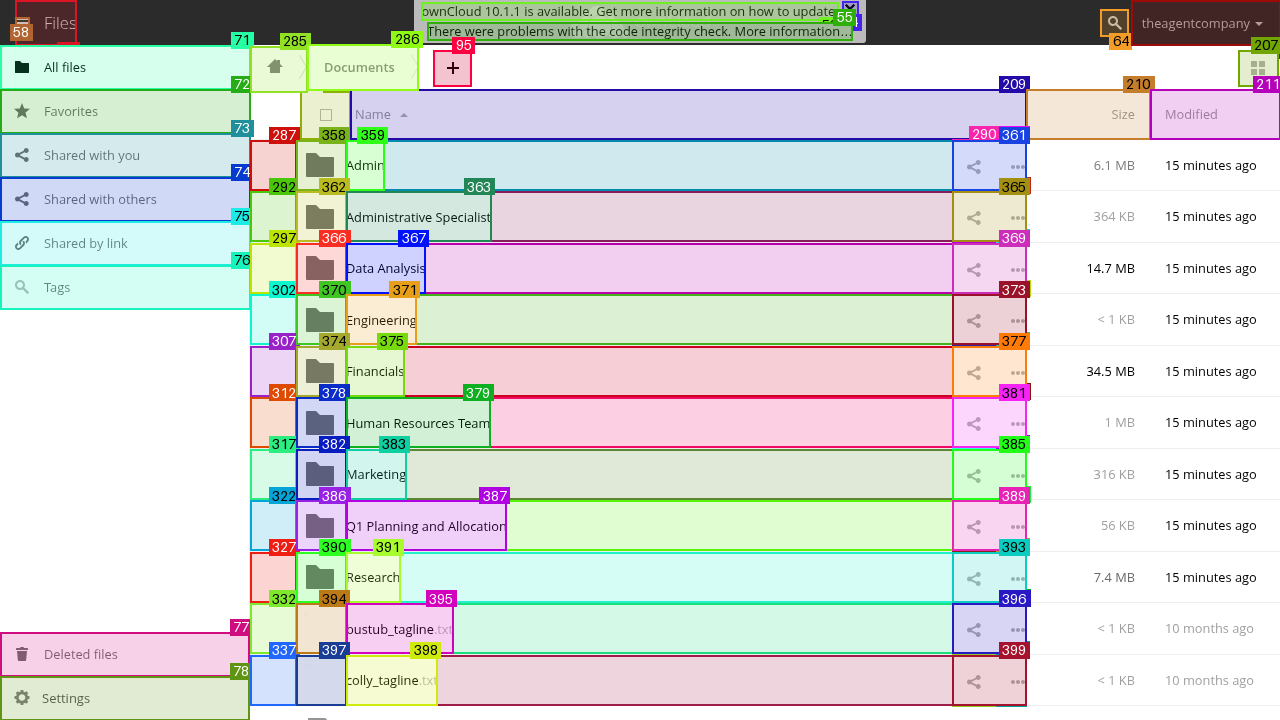 Files
ownCloud 10.1.1 is available. Get more information on how to update
There were problems with the code integrity check. More information…
theagentcompany
58
55
64
71
285
286
95
207
All files
Documents
+
72
209
210
211
Favorites
Name
Size
Modified
73
287
358
359
290
361
Shared with you
Admin
6.1 MB
15 minutes ago
74
292
362
363
365
Shared with others
Administrative Specialist
364 KB
15 minutes ago
75
297
366
367
369
Shared by link
Data Analysis
14.7 MB
15 minutes ago
76
302
370
371
373
Tags
Engineering
< 1 KB
15 minutes ago
307
374
375
377
Financials
34.5 MB
15 minutes ago
312
378
379
381
Human Resources Team
1 MB
15 minutes ago
317
382
383
385
Marketing
316 KB
15 minutes ago
322
386
387
389
Q1 Planning and Allocation
56 KB
15 minutes ago
327
390
391
393
Research
7.4 MB
15 minutes ago
332
394
395
396
bustub_tagline.txt
< 1 KB
10 months ago
77
337
397
398
399
Deleted files
colly_tagline.txt
< 1 KB
10 months ago
78
Settings